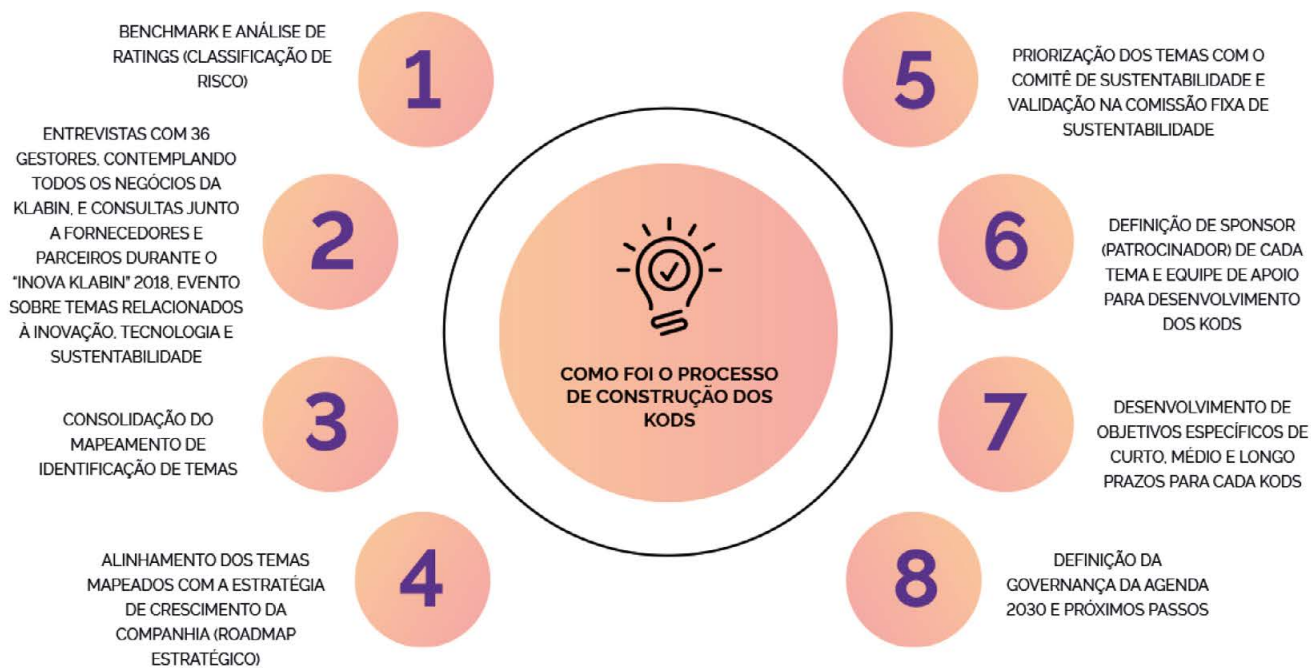 1
BENCHMARK E ANÁLISE DE
RATINGS (CLASSIFICAÇÃO DE
RISCO)
2
ENTREVISTAS COM 36
GESTORES, CONTEMPLANDO
TODOS OS NEGÓCIOS DA
KLABIN, E CONSULTAS JUNTO
A FORNECEDORES E
PARCEIROS DURANTE O
“INOVA KLABIN” 2018, EVENTO
SOBRE TEMAS RELACIONADOS
À INOVAÇÃO, TECNOLOGIA E
SUSTENTABILIDADE
3
CONSOLIDAÇÃO DO
MAPEAMENTO DE
IDENTIFICAÇÃO DE TEMAS
4
ALINHAMENTO DOS TEMAS
MAPEADOS COM A ESTRATÉGIA
DE CRESCIMENTO DA
COMPANHIA (ROADMAP
ESTRATÉGICO)
COMO FOI O PROCESSO
DE CONSTRUÇÃO DOS
KODS
5
PRIORIZAÇÃO DOS TEMAS COM O
COMITÊ DE SUSTENTABILIDADE E
VALIDAÇÃO NA COMISSÃO FIXA DE
SUSTENTABILIDADE
6
DEFINIÇÃO DE SPONSOR
(PATROCINADOR) DE CADA
TEMA E EQUIPE DE APOIO
PARA DESENVOLVIMENTO
DOS KODS
7
DESENVOLVIMENTO DE
OBJETIVOS ESPECÍFICOS DE
CURTO, MÉDIO E LONGO
PRAZOS PARA CADA KODS
8
DEFINIÇÃO DA
GOVERNANÇA DA AGENDA
2030 E PRÓXIMOS PASSOS